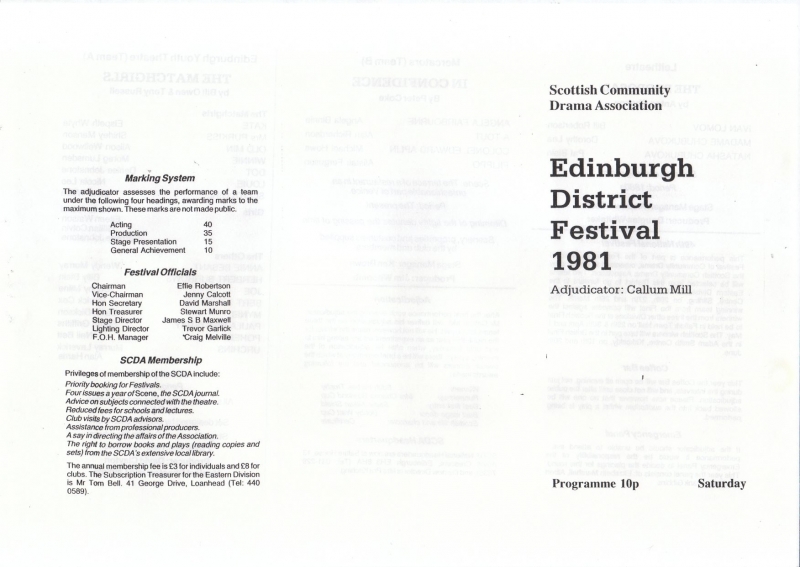 Marking System
The adjudicator assesses the performance of a team
under the following four headings, awarding marks to the
maximum shown. These marks are not made public.
Acting 40
Production 35
Stage Presentation 15
General Achievement 10
Festival Officials
Chairman Effie Robertson
Vice-Chairman Jenny Calcott
Hon Secretary David Marshall
Hon Treasurer Stewart Munro
Stage Director James S B Maxwell
Lighting Director Trevor Garlick
F.O.H. Manager Craig Melville
SCDA Membership
Privileges of membership of the SCDA include:
Priority booking for Festivals.
Four issues a year of Scene, the SCDA journal.
Advice on subjects connected with the theatre.
Reduced fees for schools and lectures.
Club visits by SCDA advisors.
Assistance from professional producers.
A say in directing the affairs of the Association.
The right to borrow books and plays (reading copies and
sets) from the SCDA's extensive local library.
The annual membership fee is £3 for individuals and £8 for
clubs. The Subscription Treasurer for the Eastern Division
is Mr Tom Bell. 41 George Drive, Loanhead (Tel: 440
0589).
Scottish Community
Drama Association
Edinburgh
District
Festival
1981
Adjudicator: Callum Mill
Programme 10p Saturday